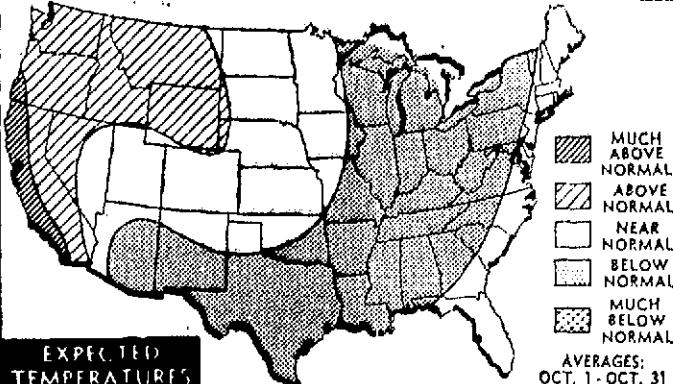 MUCH
ABOVE
NORMAL
ABOVE
NORMAL
NEAR
NORMAL
BELOW
NORMAL
MUCH
BELOW
NORMAL
AVERAGES:
OCT. 1 - OCT. 31
EXPECTED
TEMPERATURES